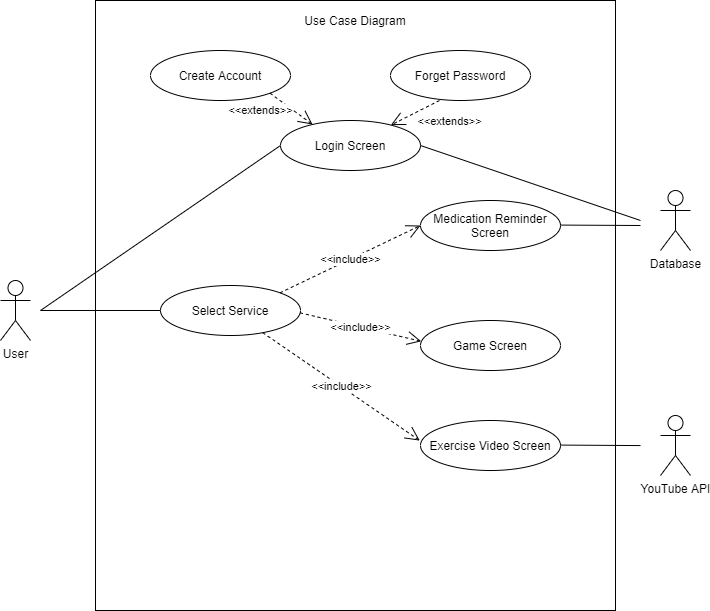 Use Case Diagram
Create Account
Forget Password
<<extends>>
<<extends>>
Login Screen
Medication Reminder
Screen
Database
<<include>>
Select Service
<<include>>
Game Screen
User
<<include>>
Exercise Video Screen
YouTube API